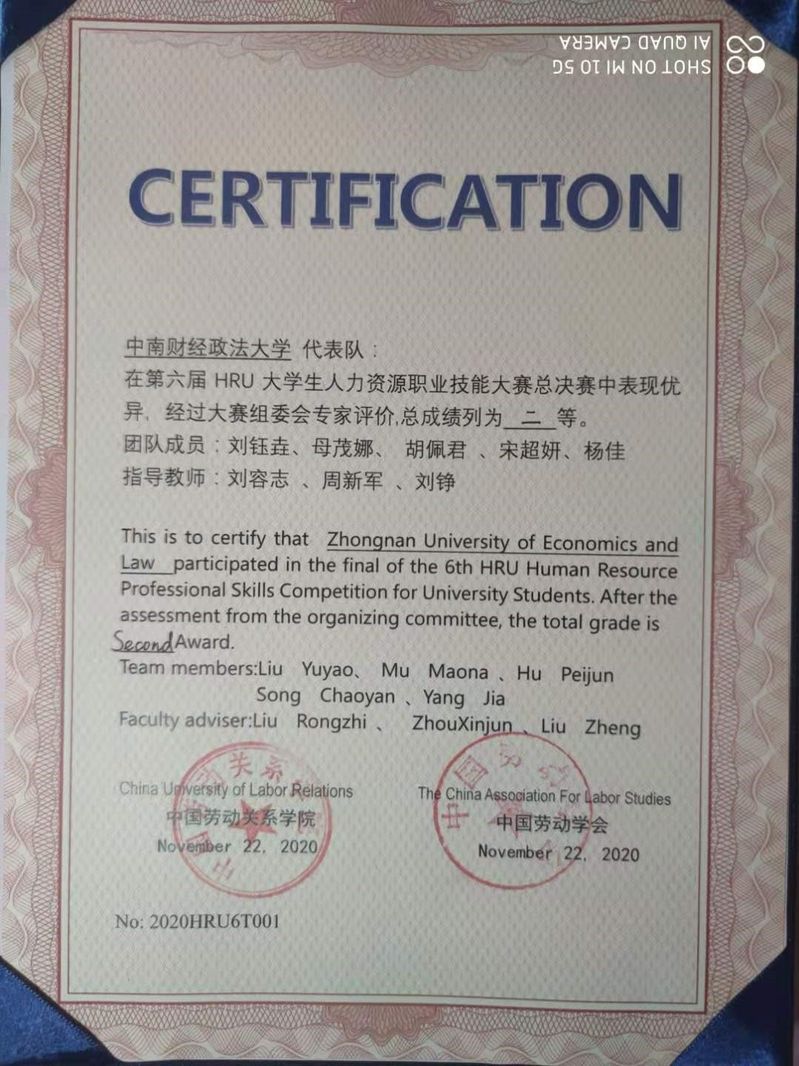 SHOT ON MI 10 5G
AI QUAD CAMERA
CERTIFICATION
中南财经政法大学 代表队：
在第六届 HRU 大学生人力资源职业技能大赛总决赛中表现优
异，经过大赛组委会专家评价,总成绩列为 二 等。
团队成员：刘钰垚、母茂娜、 胡佩君 、宋超妍、杨佳
指导教师：刘容志 、周新军 、刘铮
This is to certify that Zhongnan University of Economics and
Law participated in the final of the 6th HRU Human Resource
Professional Skills Competition for University Students. After the
assessment from the organizing committee, the total grade is
Second Award.
Team members:Liu Yuyao、 Mu Maona 、Hu Peijun
Song Chaoyan 、Yang Jia
Faculty adviser:Liu Rongzhi 、 ZhouXinjun 、Liu Zheng
China University of Labor Relations
中国劳动关系学院
November 22, 2020
The China Association For Labor Studies
中国劳动学会
November 22, 2020
No: 2020HRU6T001